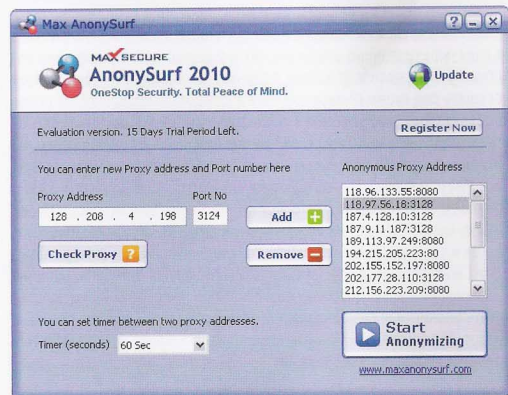 Max AnonySurf
MAX SECURE
AnonySurf 2010
OneStop Security. Total Peace of Mind.
Update
Evaluation version. 15 Days Trial Period Left.
Register Now
You can enter new Proxy address and Port number here
Anonymous Proxy Address
Proxy Address
Port No
128 . 208 . 4 . 198
3124
Add
Check Proxy
Remove
118.96.133.55:8080
118.97.56.18:3128
187.4.128.10:3128
187.9.11.187:3128
189.113.97.249:8080
194.215.205.223:80
202.155.152.197:8080
202.177.28.110:3128
212.156.223.209:8080
You can set timer between two proxy addresses.
Timer (seconds)
60 Sec
Start
Anonymizing
www.maxanonysurf.com